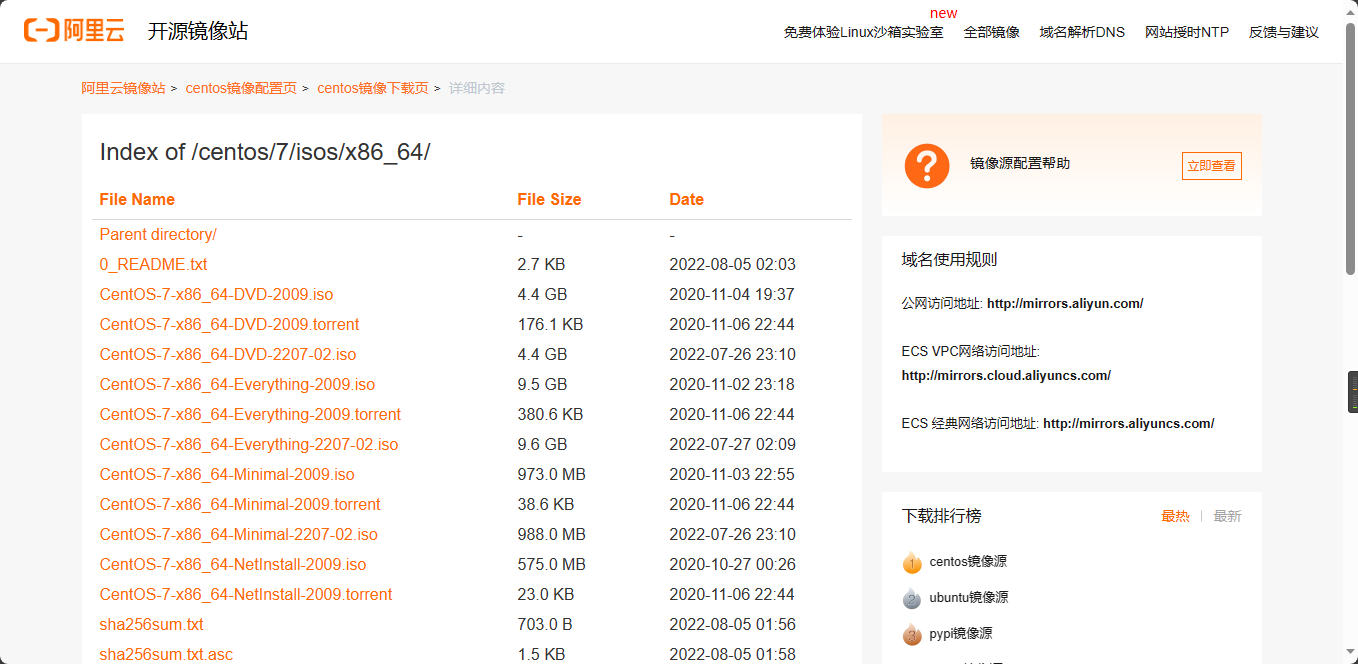 阿里云 开源镜像站 免费体验Linux沙箱实验室 new 全部镜像 域名解析DNS 网站授时NTP 反馈与建议
阿里云镜像站 > centos镜像配置页 > centos镜像下载页 > 详细内容
Index of /centos/7/isos/x86_64/
File Name File Size Date
Parent directory/ - -
0_README.txt 2.7 KB 2022-08-05 02:03
CentOS-7-x86_64-DVD-2009.iso 4.4 GB 2020-11-04 19:37
CentOS-7-x86_64-DVD-2009.torrent 176.1 KB 2020-11-06 22:44
CentOS-7-x86_64-DVD-2207-02.iso 4.4 GB 2022-07-26 23:10
CentOS-7-x86_64-Everything-2009.iso 9.5 GB 2020-11-02 23:18
CentOS-7-x86_64-Everything-2009.torrent 380.6 KB 2020-11-06 22:44
CentOS-7-x86_64-Everything-2207-02.iso 9.6 GB 2022-07-27 02:09
CentOS-7-x86_64-Minimal-2009.iso 973.0 MB 2020-11-03 22:55
CentOS-7-x86_64-Minimal-2009.torrent 38.6 KB 2020-11-06 22:44
CentOS-7-x86_64-Minimal-2207-02.iso 988.0 MB 2022-07-26 23:10
CentOS-7-x86_64-NetInstall-2009.iso 575.0 MB 2020-10-27 00:26
CentOS-7-x86_64-NetInstall-2009.torrent 23.0 KB 2020-11-06 22:44
sha256sum.txt 703.0 B 2022-08-05 01:56
sha256sum.txt.asc 1.5 KB 2022-08-05 01:58
? 镜像源配置帮助 立即查看
域名使用规则
公网访问地址: http://mirrors.aliyun.com/
ECS VPC网络访问地址:
http://mirrors.cloud.aliyuncs.com/
ECS 经典网络访问地址: http://mirrors.aliyuncs.com/
下载排行榜 最热 | 最新
1 centos镜像源
2 ubuntu镜像源
3 pypi镜像源